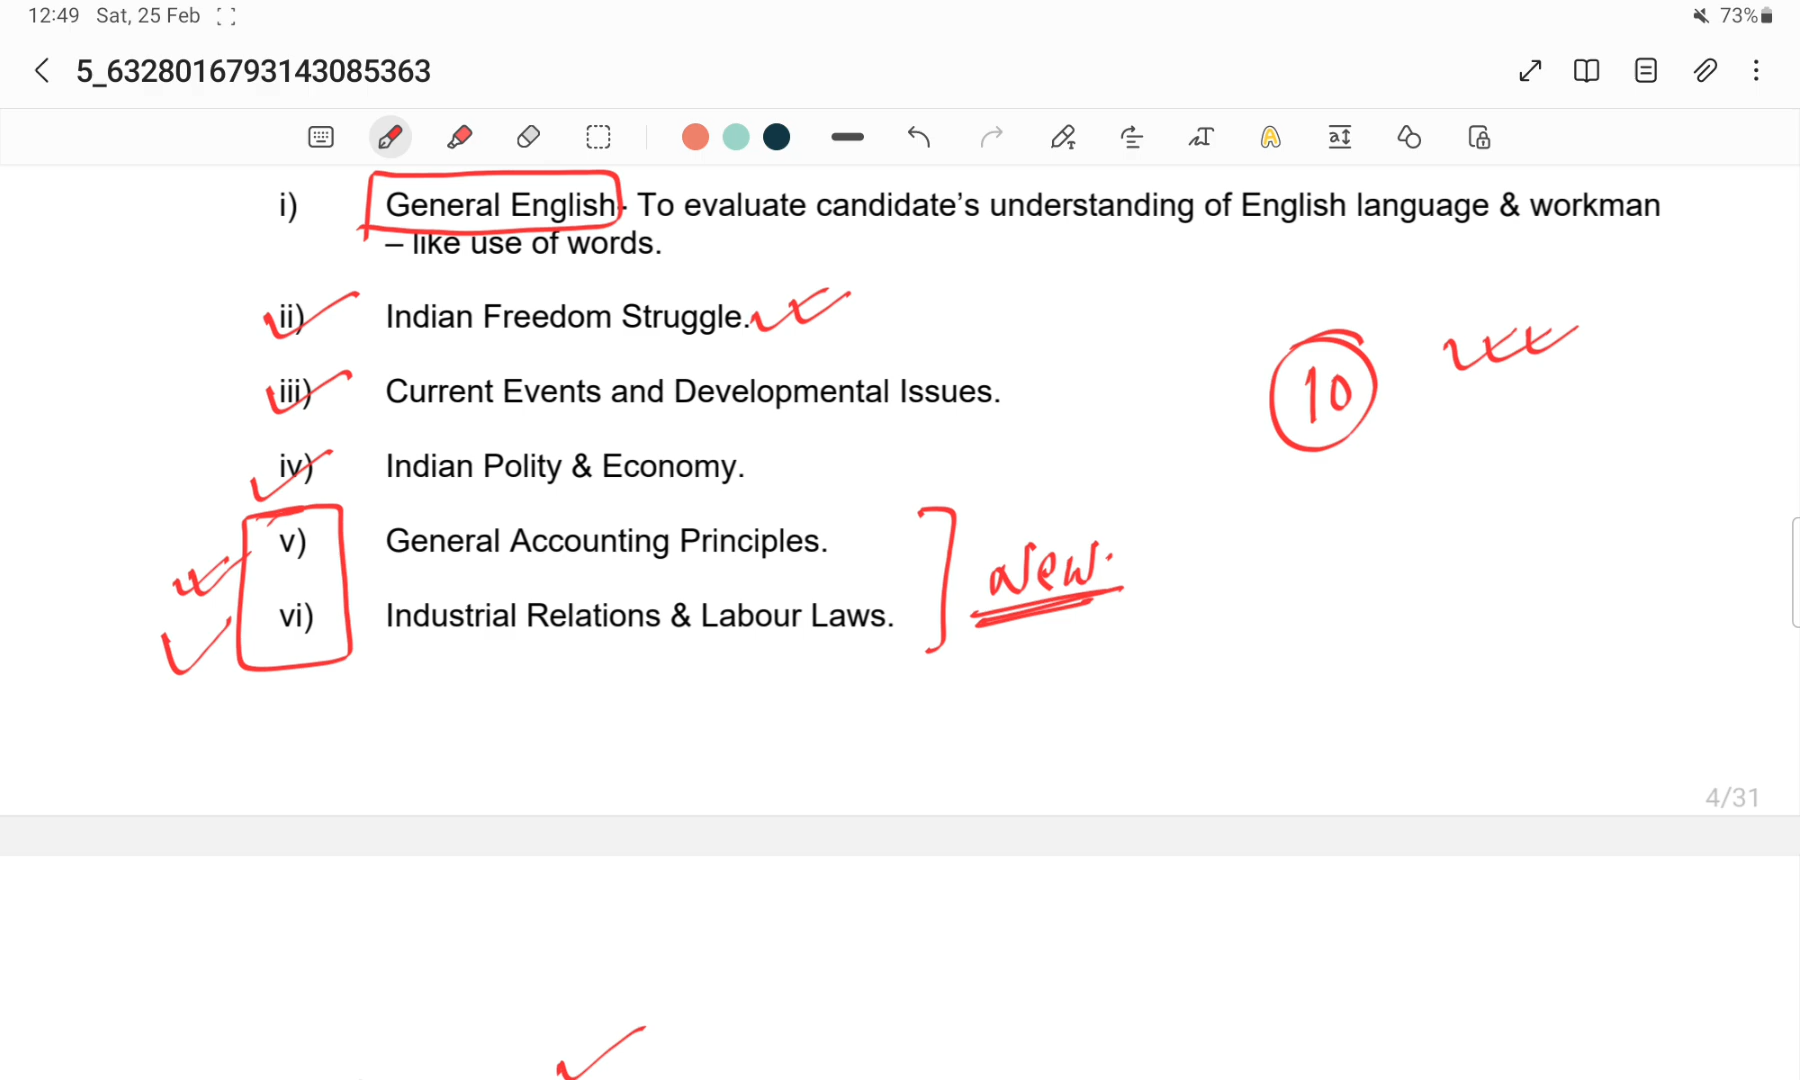 12:49 Sat, 25 Feb
73%
5_6328016793143085363
i) General English- To evaluate candidate's understanding of English language & workman
– like use of words.
ii) Indian Freedom Struggle.
10
iii) Current Events and Developmental Issues.
iv) Indian Polity & Economy.
v) General Accounting Principles.
New.
vi) Industrial Relations & Labour Laws.
4/31